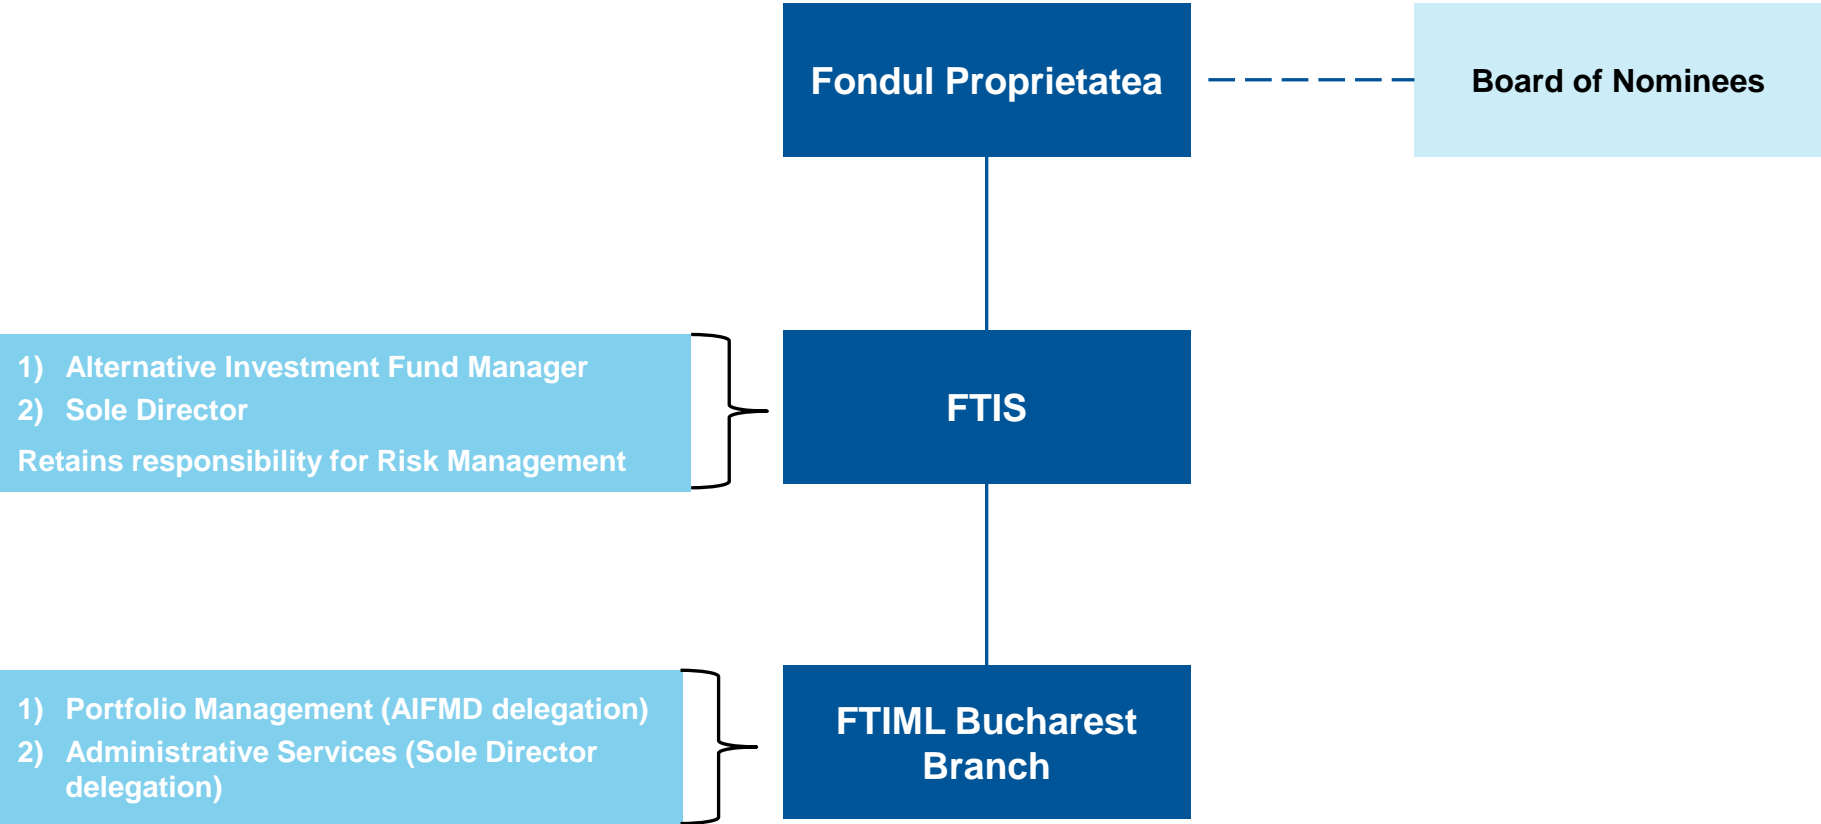 Fondul Proprietatea
Board of Nominees
1) Alternative Investment Fund Manager
2) Sole Director
Retains responsibility for Risk Management
FTIS
1) Portfolio Management (AIFMD delegation)
2) Administrative Services (Sole Director
delegation)
FTIML Bucharest
Branch